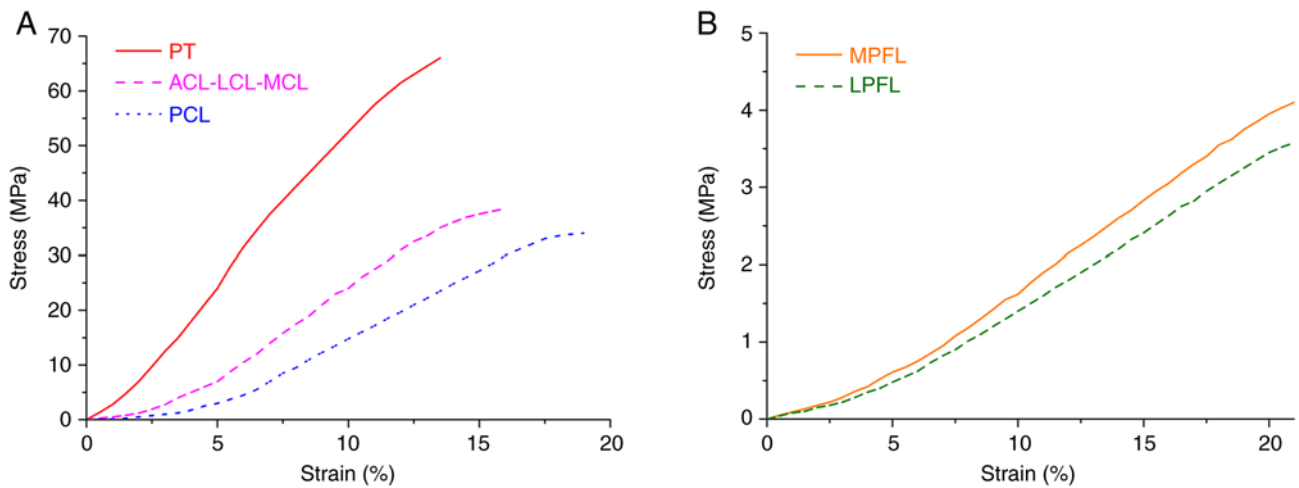 A
70
60
50
40
30
20
10
0
Stress (MPa)
PT
ACL-LCL-MCL
PCL
0 5 10 15 20
Strain (%)
B
5
4
3
2
1
0
Stress (MPa)
MPFL
LPFL
0 5 10 15 20
Strain (%)